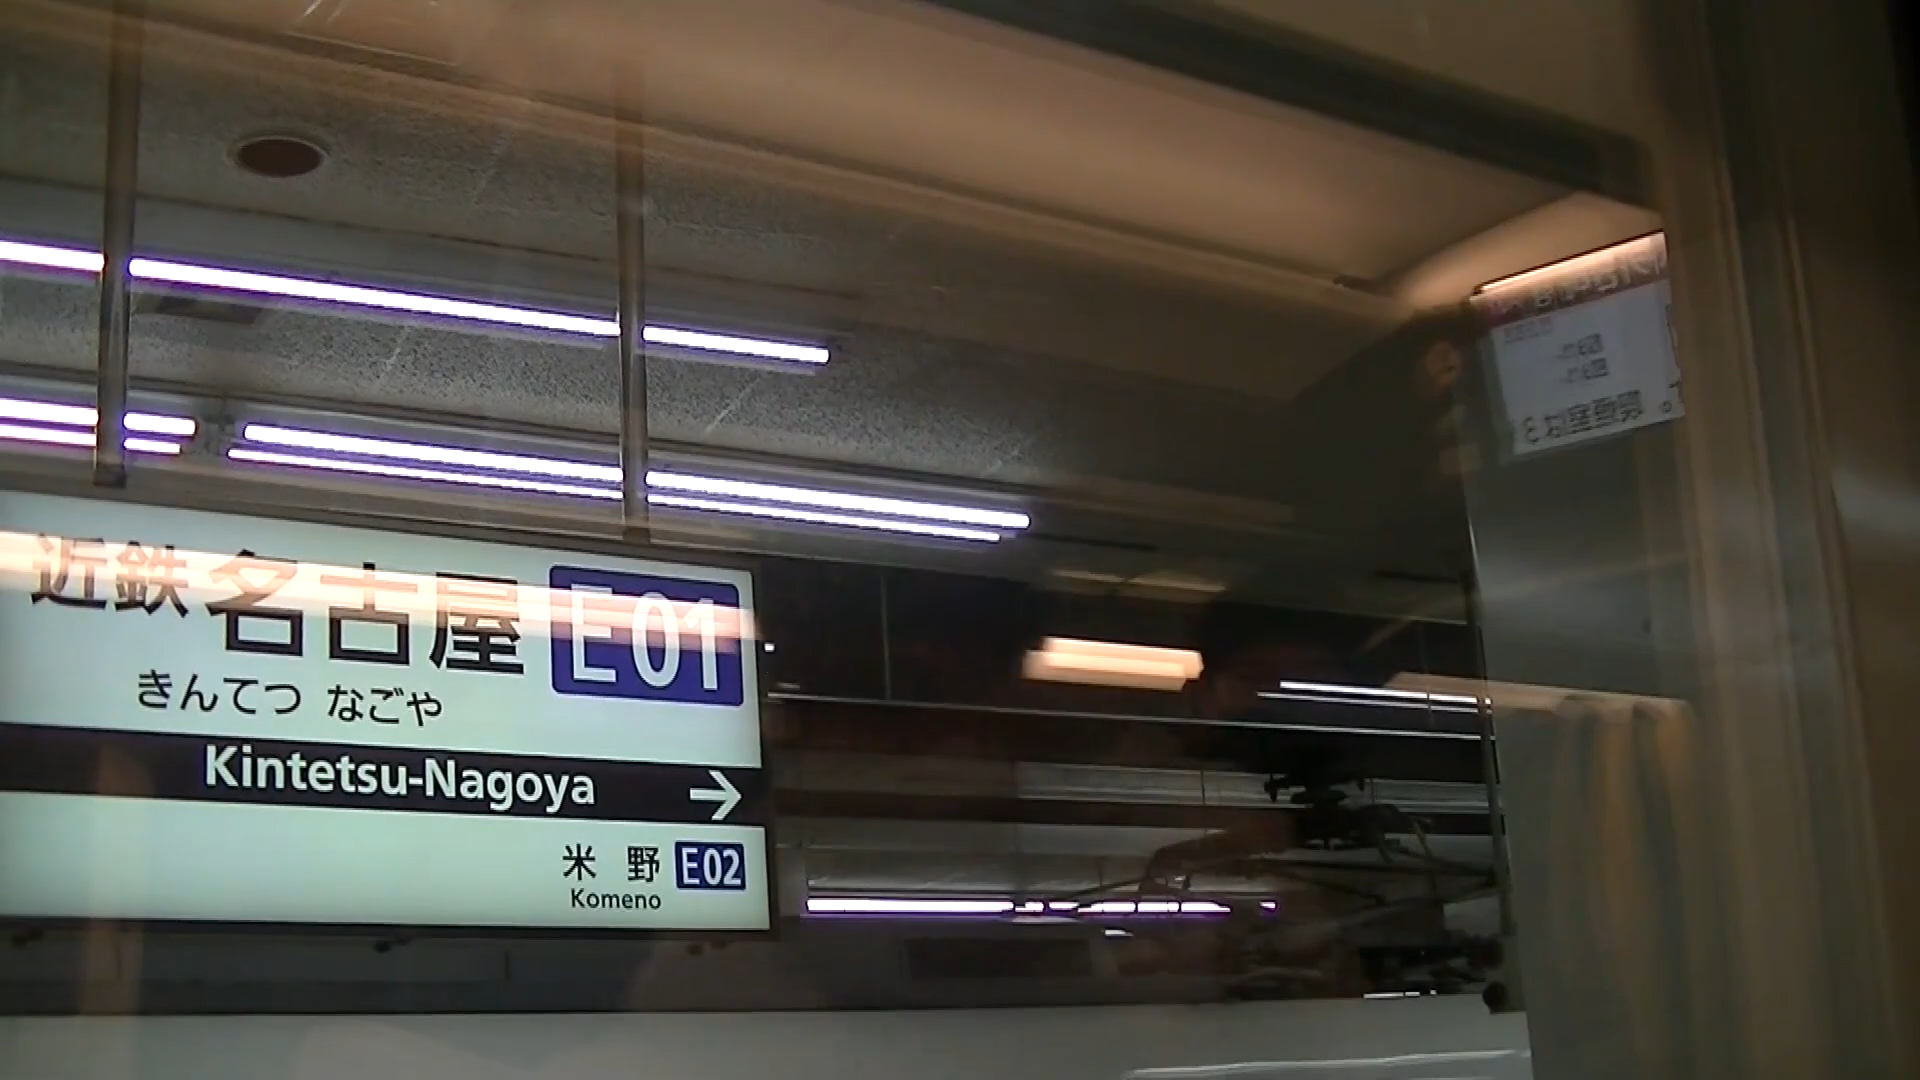 近鉄名古屋 E01
きんてつ なごや
Kintetsu-Nagoya →
米野 E02
Komeno